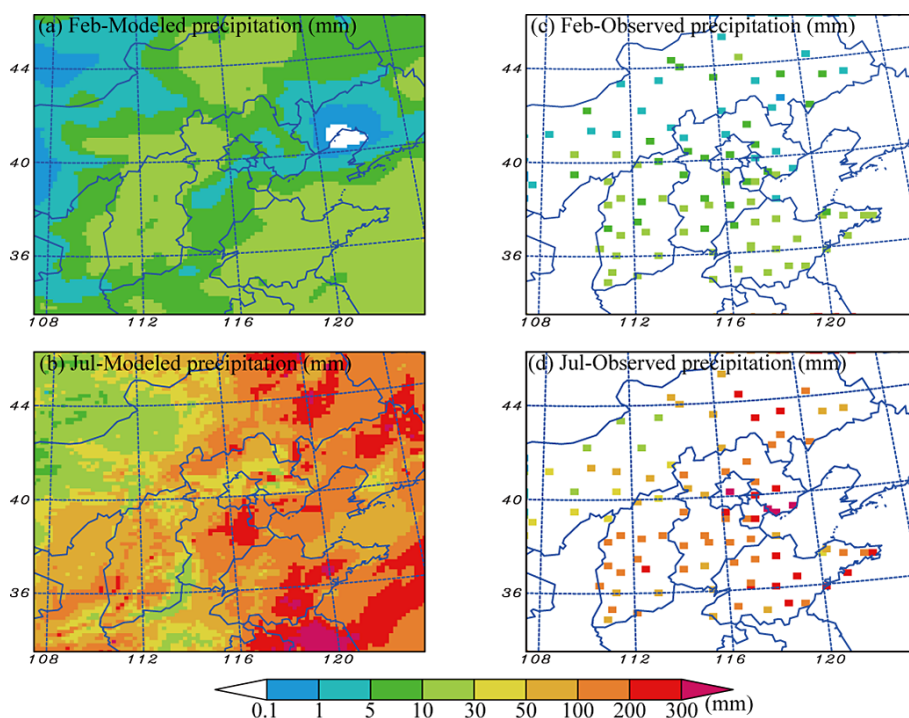 (a) Feb-Modeled precipitation (mm)
(c) Feb-Observed precipitation (mm)
44
44
40
40
36
36
108 112 116 120
108 112 116 120
(b) Jul-Modeled precipitation (mm)
(d) Jul-Observed precipitation (mm)
44
44
40
40
36
36
108 112 116 120
108 112 116 120
0.1 1 5 10 30 50 100 200 300 (mm)